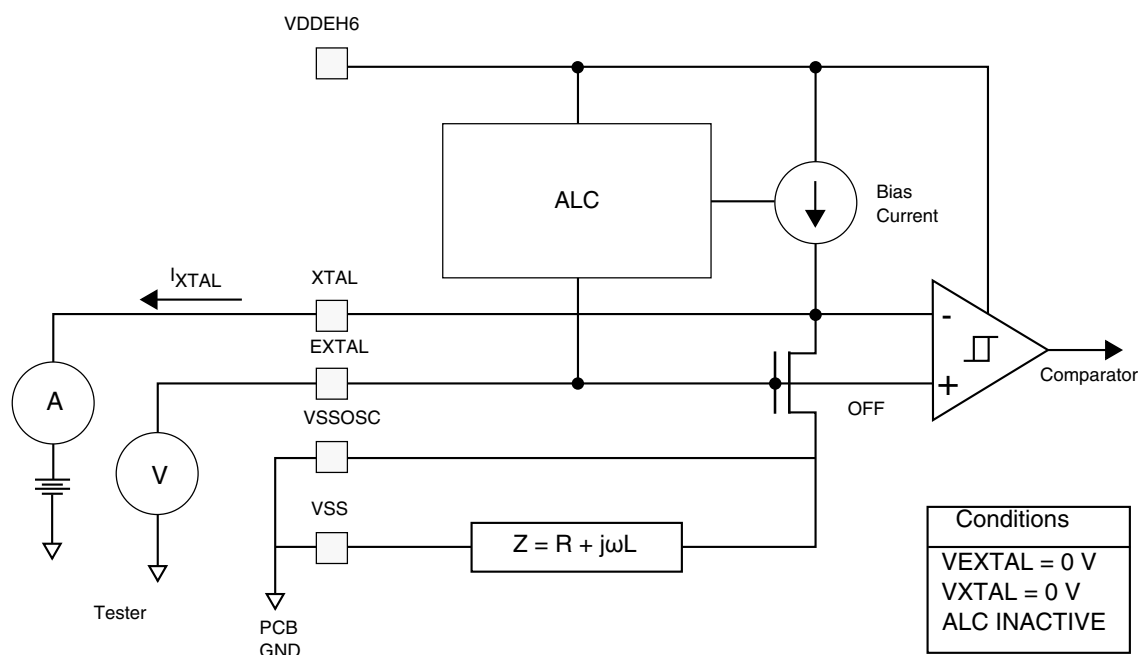 VDDEH6
ALC
Bias
Current
IXTAL
XTAL
EXTAL
-
+
Comparator
OFF
A
V
VSSOSC
VSS
Z = R + jωL
Tester
PCB
GND
Conditions
VEXTAL = 0 V
VXTAL = 0 V
ALC INACTIVE